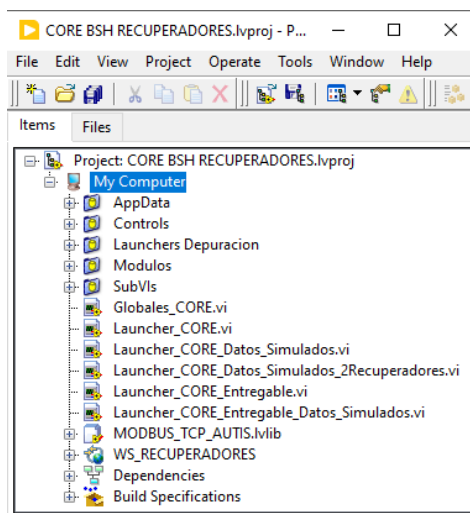 CORE BSH RECUPERADORES.lvproj - P...
File Edit View Project Operate Tools Window Help
Items Files
Project: CORE BSH RECUPERADORES.lvproj
My Computer
AppData
Controls
Launchers Depuracion
Modulos
SubVIs
Globales_CORE.vi
Launcher_CORE.vi
Launcher_CORE_Datos_Simulados.vi
Launcher_CORE_Datos_Simulados_2Recuperadores.vi
Launcher_CORE_Entregable.vi
Launcher_CORE_Entregable_Datos_Simulados.vi
MODBUS_TCP_AUTIS.lvlib
WS_RECUPERADORES
Dependencies
Build Specifications